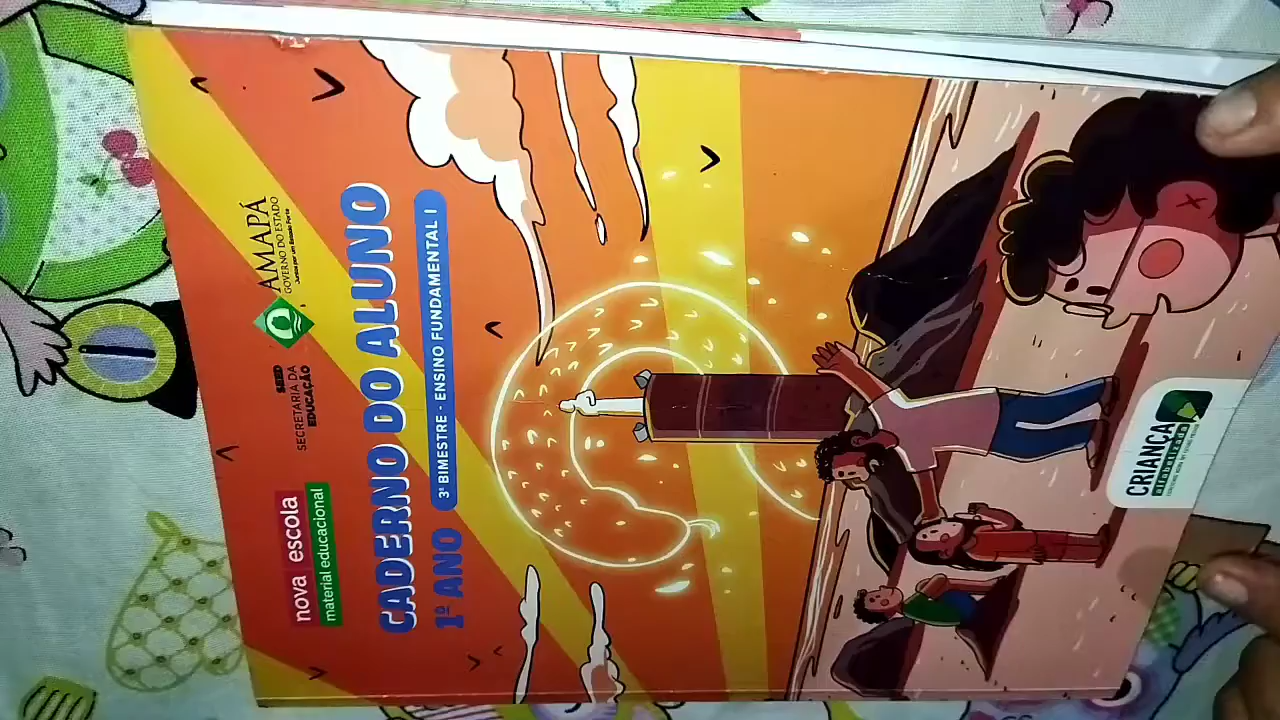 nova escola
material educacional
SEED
SECRETARIA DA
EDUCAÇÃO
AMAPÁ
GOVERNO DO ESTADO
CADERNO DO ALUNO
1º ANO
3º BIMESTRE - ENSINO FUNDAMENTAL I
CRIANÇA
ALFABETIZADA